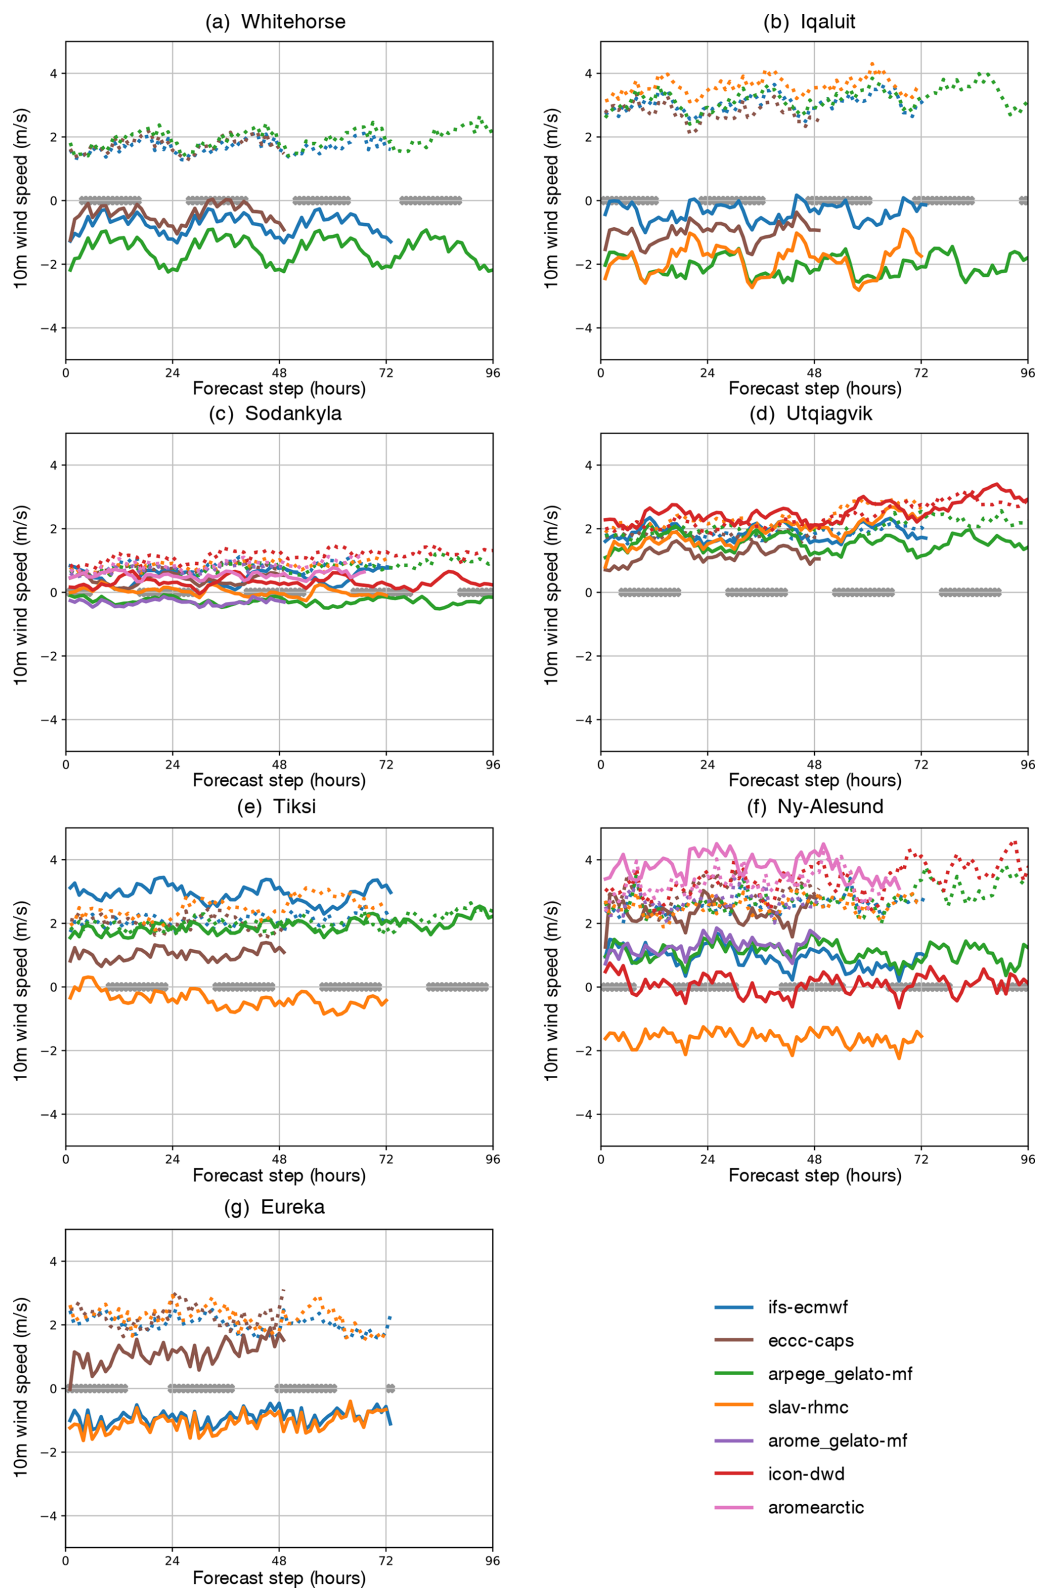 (a) Whitehorse
10m wind speed (m/s)
4
2
0
−2
−4
0 24 48 72 96
Forecast step (hours)
(b) Iqaluit
10m wind speed (m/s)
4
2
0
−2
−4
0 24 48 72 96
Forecast step (hours)
(c) Sodankyla
10m wind speed (m/s)
4
2
0
−2
−4
0 24 48 72 96
Forecast step (hours)
(d) Utqiagvik
10m wind speed (m/s)
4
2
0
−2
−4
0 24 48 72 96
Forecast step (hours)
(e) Tiksi
10m wind speed (m/s)
4
2
0
−2
−4
0 24 48 72 96
Forecast step (hours)
(f) Ny-Alesund
10m wind speed (m/s)
4
2
0
−2
−4
0 24 48 72 96
Forecast step (hours)
(g) Eureka
10m wind speed (m/s)
4
2
0
−2
−4
0 24 48 72 96
Forecast step (hours)
ifs-ecmwf
eccc-caps
arpege_gelato-mf
slav-rhmc
arome_gelato-mf
icon-dwd
aromearctic